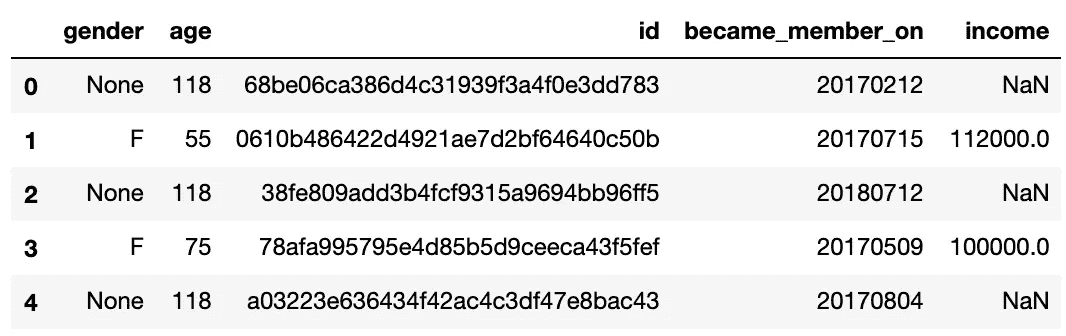 gender age id became_member_on income
0 None 118 68be06ca386d4c31939f3a4f0e3dd783 20170212 NaN
1 F 55 0610b486422d4921ae7d2bf64640c50b 20170715 112000.0
2 None 118 38fe809add3b4fcf9315a9694bb96ff5 20180712 NaN
3 F 75 78afa995795e4d85b5d9ceeca43f5fef 20170509 100000.0
4 None 118 a03223e636434f42ac4c3df47e8bac43 20170804 NaN